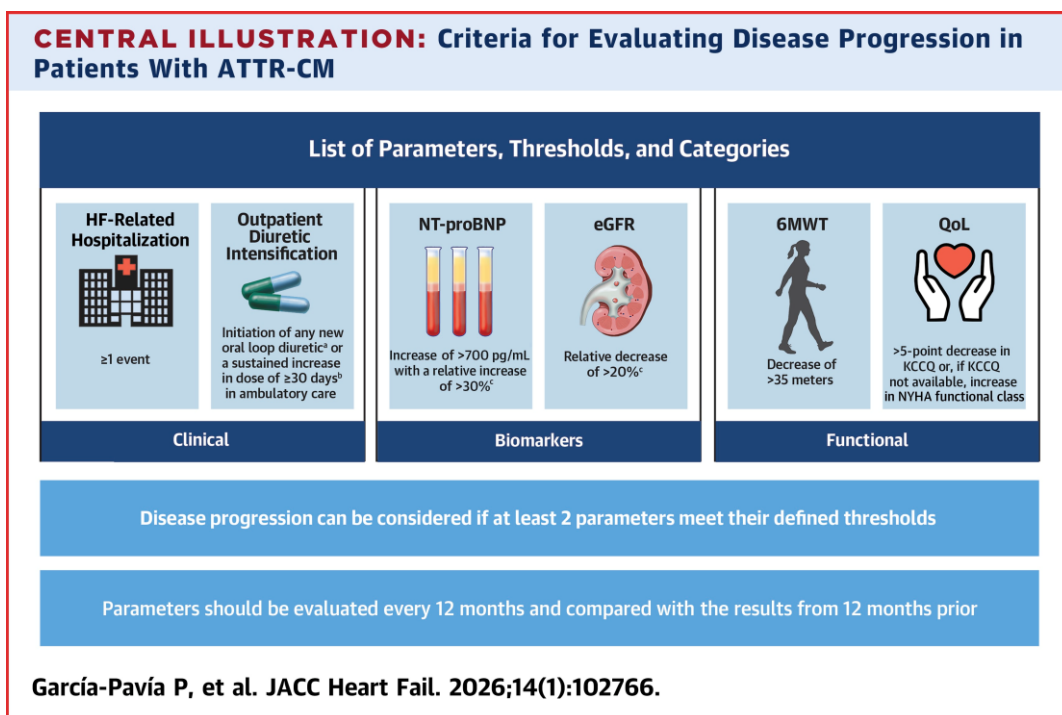 CENTRAL ILLUSTRATION: Criteria for Evaluating Disease Progression in
Patients With ATTR-CM
List of Parameters, Thresholds, and Categories
HF-Related
Hospitalization
≥1 event
Outpatient
Diuretic
Intensification
Initiation of any new
oral loop diureticᵃ or
a sustained increase
in dose of ≥30 daysᵇ
in ambulatory care
Clinical
NT-proBNP
Increase of >700 pg/mL
with a relative increase
of >30%ᶜ
eGFR
Relative decrease
of >20%ᶜ
Biomarkers
6MWT
Decrease of
>35 meters
QoL
>5-point decrease in
KCCQ or, if KCCQ
not available, increase
in NYHA functional class
Functional
Disease progression can be considered if at least 2 parameters meet their defined thresholds
Parameters should be evaluated every 12 months and compared with the results from 12 months prior
García-Pavía P, et al. JACC Heart Fail. 2026;14(1):102766.